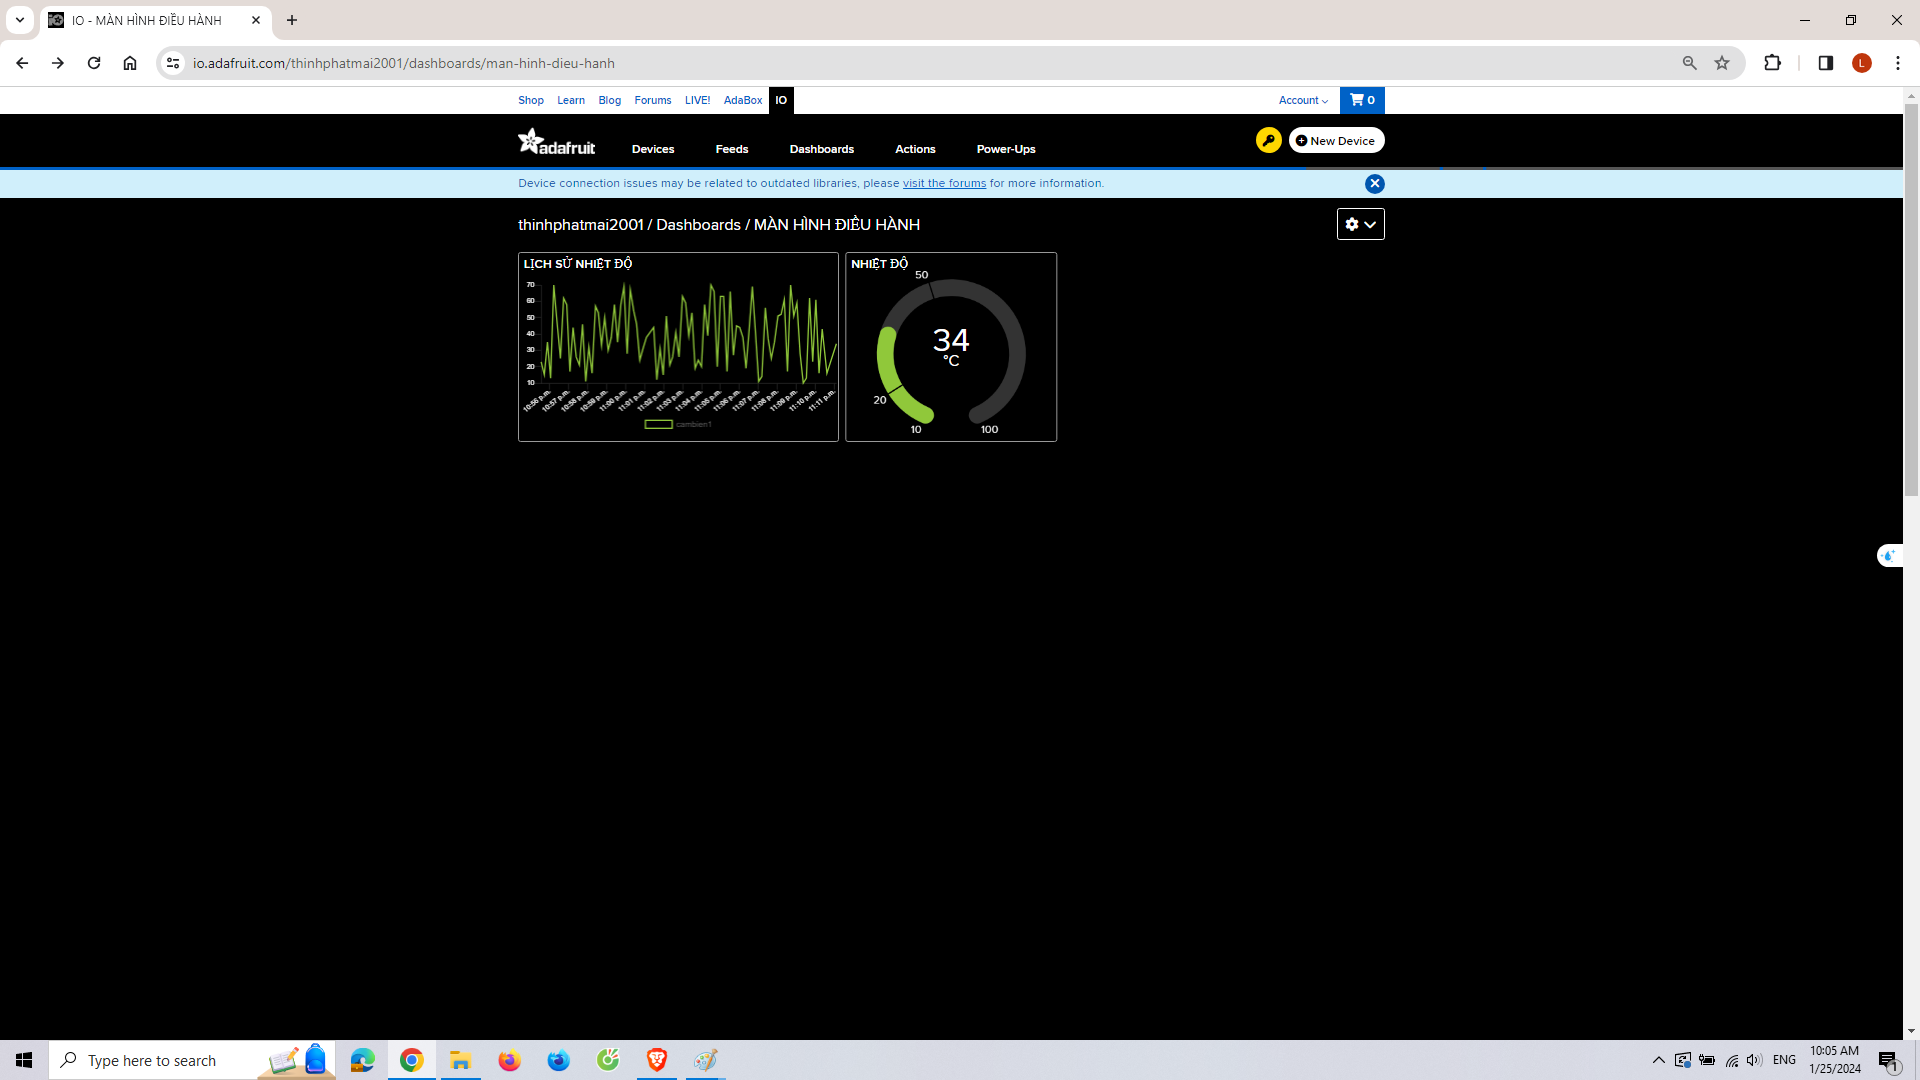 IO - MÀN HÌNH ĐIỀU HÀNH
io.adafruit.com/thinhphatmai2001/dashboards/man-hinh-dieu-hanh
L
Shop Learn Blog Forums LIVE! AdaBox IO Account 0
adafruit Devices Feeds Dashboards Actions Power-Ups New Device
Device connection issues may be related to outdated libraries, please visit the forums for more information.
thinhphatmai2001 / Dashboards / MÀN HÌNH ĐIỀU HÀNH
LỊCH SỬ NHIỆT ĐỘ
70
60
50
40
30
20
10
10:56 p.m. 10:57 p.m. 10:58 p.m. 10:59 p.m. 11:00 p.m. 11:01 p.m. 11:02 p.m. 11:03 p.m. 11:04 p.m. 11:05 p.m. 11:06 p.m. 11:07 p.m. 11:08 p.m. 11:09 p.m. 11:10 p.m. 11:11 p.m.
cambien1
NHIỆT ĐỘ
50
34
°C
20
10 100
Type here to search
ENG
10:05 AM
1/25/2024
1